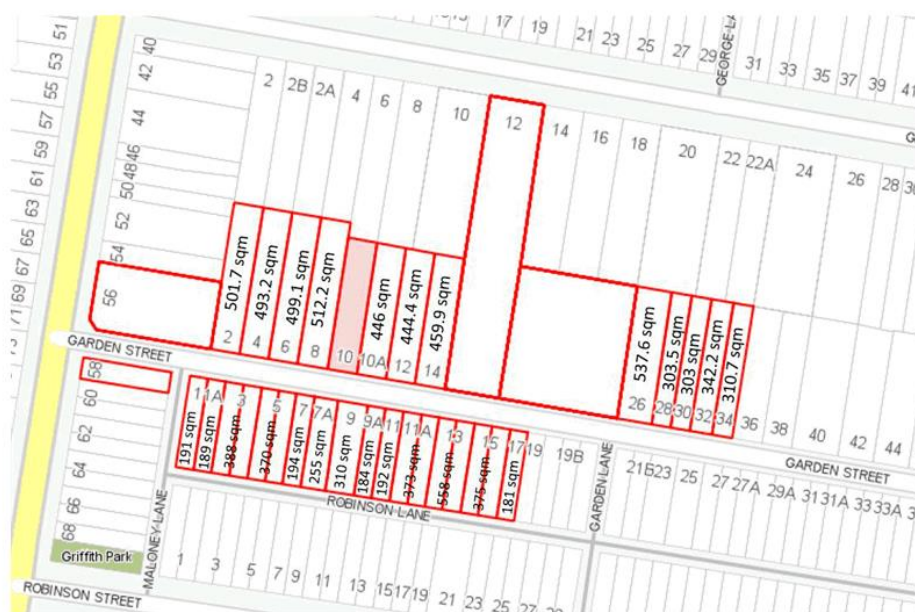 51
53
55
57
59
61
63
65
67
69
71
40
42
44
46
48
50
52
54
56
17
19
21
23
25
27
29
GEORGE LA
31
33
35
37
39
41
2
2B
2A
4
6
8
10
12
14
16
18
20
22
22A
24
26
28
G
501.7 sqm
493.2 sqm
499.1 sqm
512.2 sqm
446 sqm
444.4 sqm
459.9 sqm
537.6 sqm
303.5 sqm
303 sqm
342.2 sqm
310.7 sqm
2
4
6
8
10
10A
12
14
26
28
30
32
34
36
38
40
42
44
GARDEN STREET
GARDEN STREET
58
60
62
64
66
68
11A
3
5
7
7A
9
9A
11
11A
13
15
17
19
19B
191 sqm
189 sqm
388 sqm
370 sqm
194 sqm
255 sqm
310 sqm
184 sqm
192 sqm
373 sqm
558 sqm
375 sqm
181 sqm
GARDEN LANE
21B
23
25
27
27A
29A
31
31A
33
33A
ROBINSON LANE
MALONEY LANE
Griffith Park
1
3
5
7
9
11
13
15
17
19
21
23
25
27
ROBINSON STREET